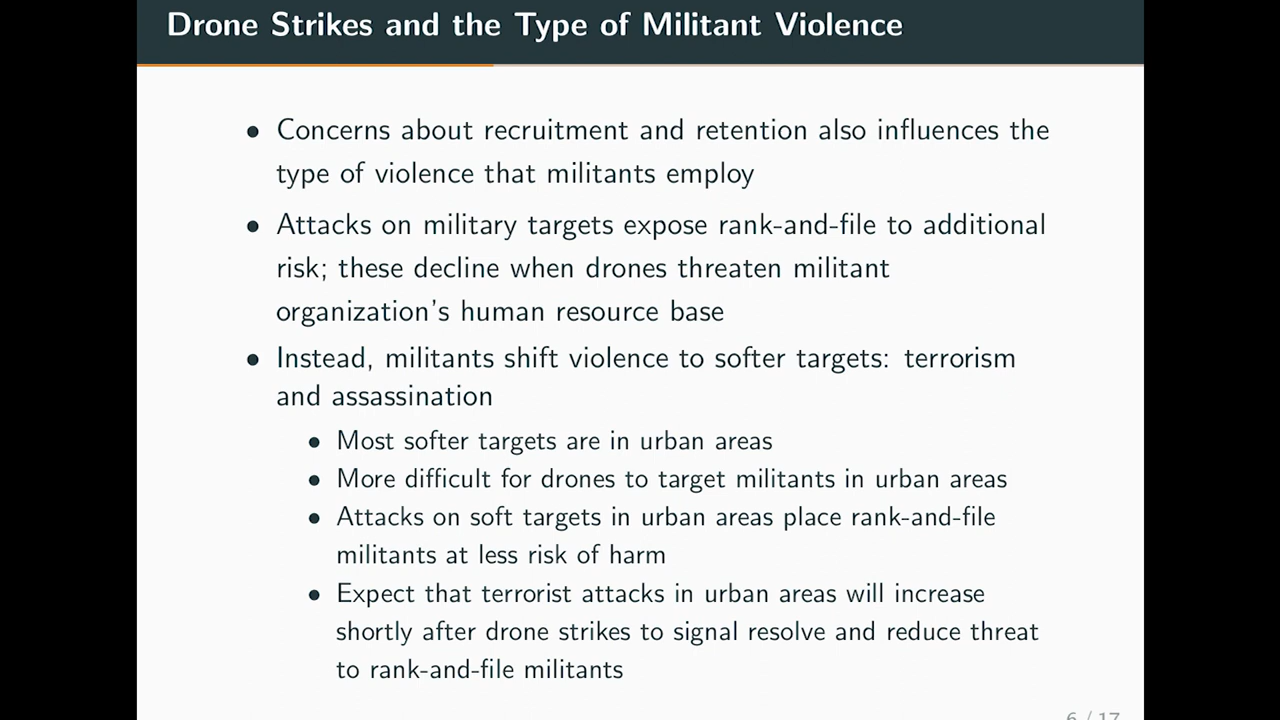 Drone Strikes and the Type of Militant Violence
• Concerns about recruitment and retention also influences the
type of violence that militants employ
• Attacks on military targets expose rank-and-file to additional
risk; these decline when drones threaten militant
organization's human resource base
• Instead, militants shift violence to softer targets: terrorism
and assassination
• Most softer targets are in urban areas
• More difficult for drones to target militants in urban areas
• Attacks on soft targets in urban areas place rank-and-file
militants at less risk of harm
• Expect that terrorist attacks in urban areas will increase
shortly after drone strikes to signal resolve and reduce threat
to rank-and-file militants
6 / 17